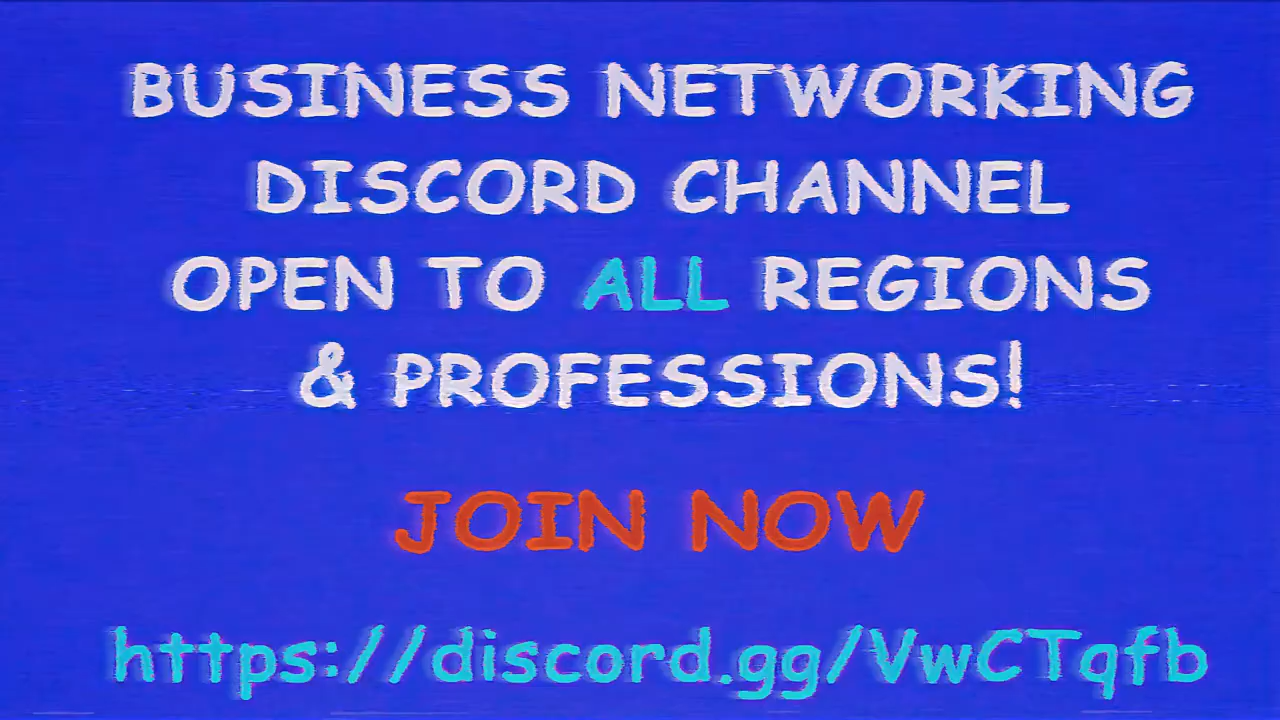 BUSINESS NETWORKING
DISCORD CHANNEL
OPEN TO ALL REGIONS
& PROFESSIONS!
JOIN NOW
https://discord.gg/VwCTqfb